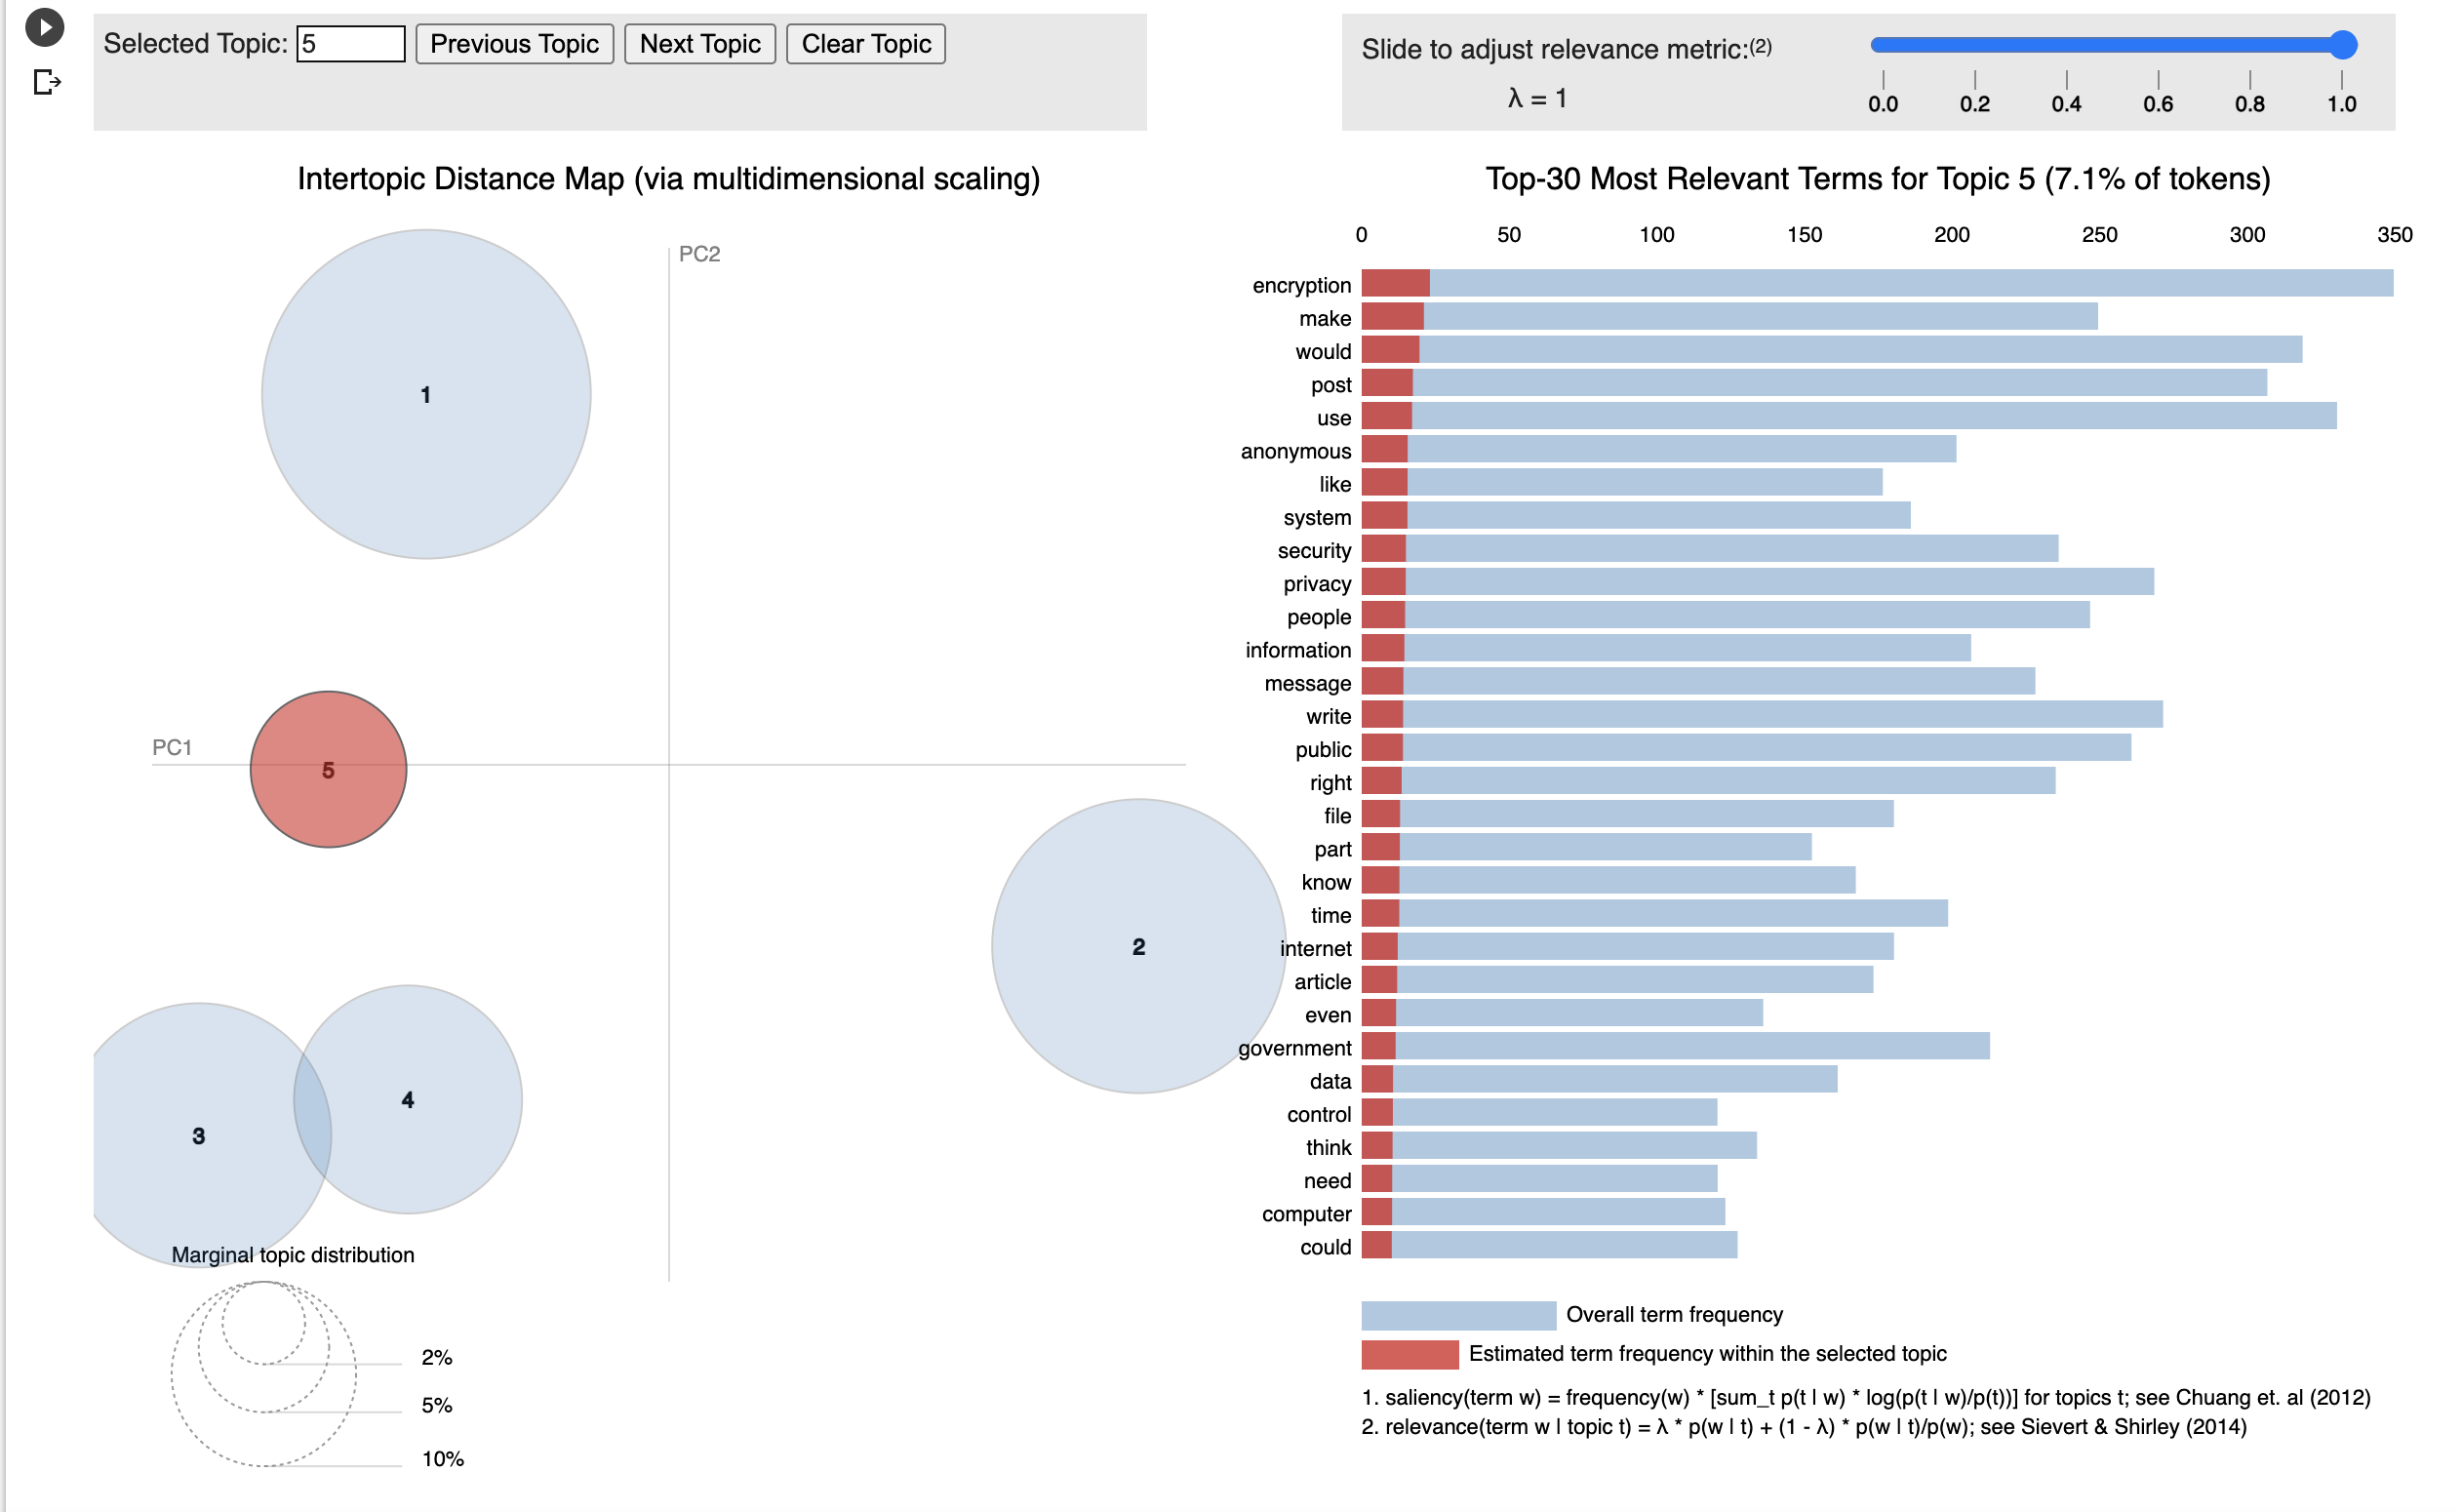 Selected Topic: 5 Previous Topic Next Topic Clear Topic
Slide to adjust relevance metric:(2)
λ = 1
0.0 0.2 0.4 0.6 0.8 1.0
Intertopic Distance Map (via multidimensional scaling)
PC2
PC1
1
5
2
3
4
Marginal topic distribution
2%
5%
10%
Top-30 Most Relevant Terms for Topic 5 (7.1% of tokens)
0 50 100 150 200 250 300 350
encryption
make
would
post
use
anonymous
like
system
security
privacy
people
information
message
write
public
right
file
part
know
time
internet
article
even
government
data
control
think
need
computer
could
Overall term frequency
Estimated term frequency within the selected topic
1. saliency(term w) = frequency(w) * [sum_t p(t | w) * log(p(t | w)/p(t))] for topics t; see Chuang et. al (2012)
2. relevance(term w | topic t) = λ * p(w | t) + (1 - λ) * p(w | t)/p(w); see Sievert & Shirley (2014)